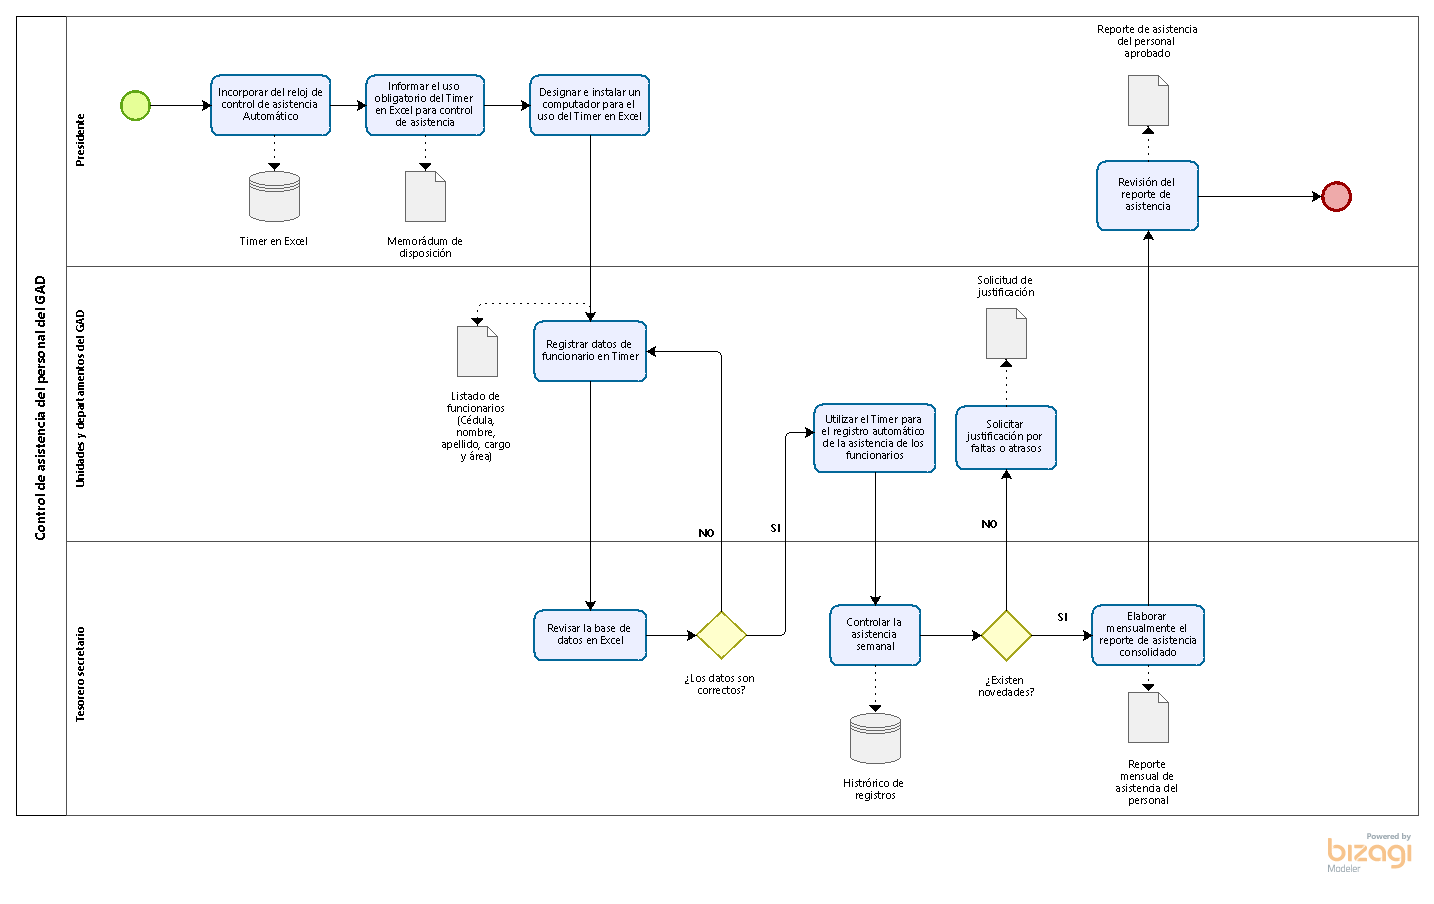 Control de asistencia del personal del GAD
Presidente
Incorporar del reloj de
control de asistencia
Automático
Informar el uso
obligatorio del Timer
en Excel para control
de asistencia
Designar e instalar un
computador para el
uso del Timer en Excel
Timer en Excel
Memorádum de
disposición
Reporte de asistencia
del personal
aprobado
Revisión del
reporte de
asistencia
Unidades y departamentos del GAD
Listado de
funcionarios
(Cédula,
nombre,
apellido, cargo
y área)
Registrar datos de
funcionario en Timer
Utilizar el Timer para
el registro automático
de la asistencia de los
funcionarios
Solicitud de
justificación
Solicitar
justificación por
faltas o atrasos
NO
SI
NO
Tesorero secretario
Revisar la base de
datos en Excel
¿Los datos son
correctos?
Controlar la
asistencia
semanal
Histrórico de
registros
¿Existen
novedades?
SI
Elaborar
mensualmente el
reporte de asistencia
consolidado
Reporte
mensual de
asistencia del
personal
Powered by
bizagi
Modeler